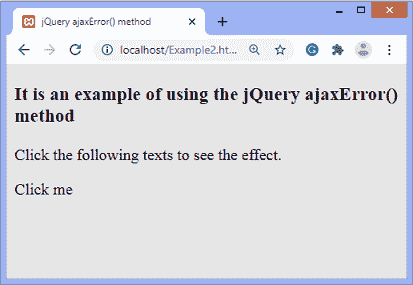 jQuery ajaxError() method
localhost/Example2.ht...
It is an example of using the jQuery ajaxError()
method
Click the following texts to see the effect.
Click me